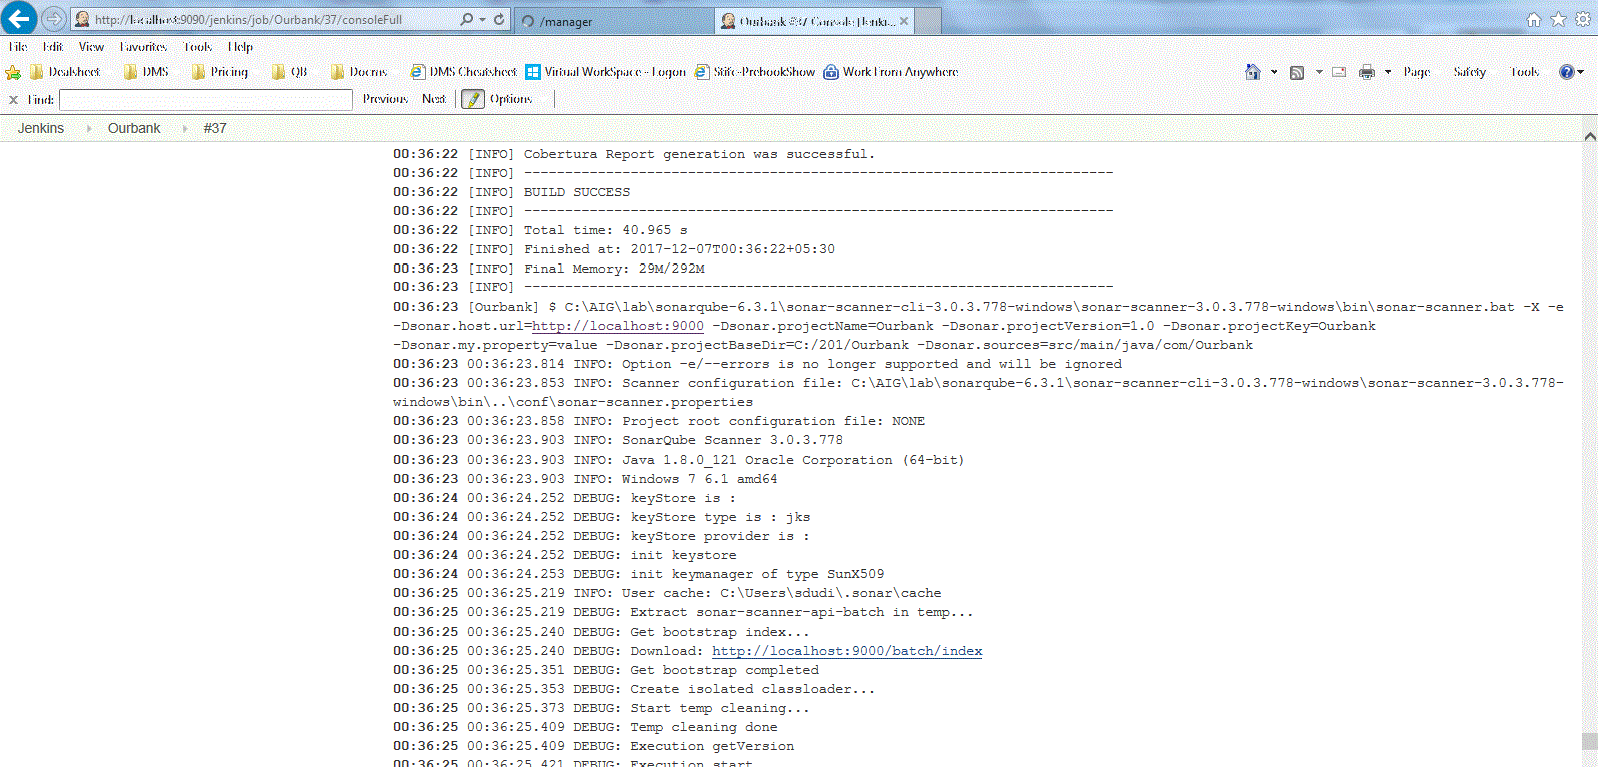 http://localhost:9090/jenkins/job/Ourbank/37/consoleFull
/manager
Ourbank #37 Console [Jenki...
File Edit View Favorites Tools Help
Dealsheet DMS Pricing QB Docms DMS Cheatsheet Virtual WorkSpace - Logon Stifc-PrebookShow Work From Anywhere
Page Safety Tools
x Find: Previous Next Options
Jenkins Ourbank #37
00:36:22 [INFO] Cobertura Report generation was successful.
00:36:22 [INFO] ------------------------------------------------------------------------
00:36:22 [INFO] BUILD SUCCESS
00:36:22 [INFO] ------------------------------------------------------------------------
00:36:22 [INFO] Total time: 40.965 s
00:36:22 [INFO] Finished at: 2017-12-07T00:36:22+05:30
00:36:23 [INFO] Final Memory: 29M/292M
00:36:23 [INFO] ------------------------------------------------------------------------
00:36:23 [Ourbank] $ C:\AIG\lab\sonarqube-6.3.1\sonar-scanner-cli-3.0.3.778-windows\sonar-scanner-3.0.3.778-windows\bin\sonar-scanner.bat -X -e
-Dsonar.host.url=http://localhost:9000 -Dsonar.projectName=Ourbank -Dsonar.projectVersion=1.0 -Dsonar.projectKey=Ourbank
-Dsonar.my.property=value -Dsonar.projectBaseDir=C:/201/Ourbank -Dsonar.sources=src/main/java/com/Ourbank
00:36:23 00:36:23.814 INFO: Option -e/--errors is no longer supported and will be ignored
00:36:23 00:36:23.853 INFO: Scanner configuration file: C:\AIG\lab\sonarqube-6.3.1\sonar-scanner-cli-3.0.3.778-windows\sonar-scanner-3.0.3.778-
windows\bin\..\conf\sonar-scanner.properties
00:36:23 00:36:23.858 INFO: Project root configuration file: NONE
00:36:23 00:36:23.903 INFO: SonarQube Scanner 3.0.3.778
00:36:23 00:36:23.903 INFO: Java 1.8.0_121 Oracle Corporation (64-bit)
00:36:23 00:36:23.903 INFO: Windows 7 6.1 amd64
00:36:24 00:36:24.252 DEBUG: keyStore is :
00:36:24 00:36:24.252 DEBUG: keyStore type is : jks
00:36:24 00:36:24.252 DEBUG: keyStore provider is :
00:36:24 00:36:24.252 DEBUG: init keystore
00:36:24 00:36:24.253 DEBUG: init keymanager of type SunX509
00:36:25 00:36:25.219 INFO: User cache: C:\Users\sdudi\.sonar\cache
00:36:25 00:36:25.219 DEBUG: Extract sonar-scanner-api-batch in temp...
00:36:25 00:36:25.240 DEBUG: Get bootstrap index...
00:36:25 00:36:25.240 DEBUG: Download: http://localhost:9000/batch/index
00:36:25 00:36:25.351 DEBUG: Get bootstrap completed
00:36:25 00:36:25.353 DEBUG: Create isolated classloader...
00:36:25 00:36:25.373 DEBUG: Start temp cleaning...
00:36:25 00:36:25.409 DEBUG: Temp cleaning done
00:36:25 00:36:25.409 DEBUG: Execution getVersion
00:36:25 00:36:25.421 DEBUG: Execution start